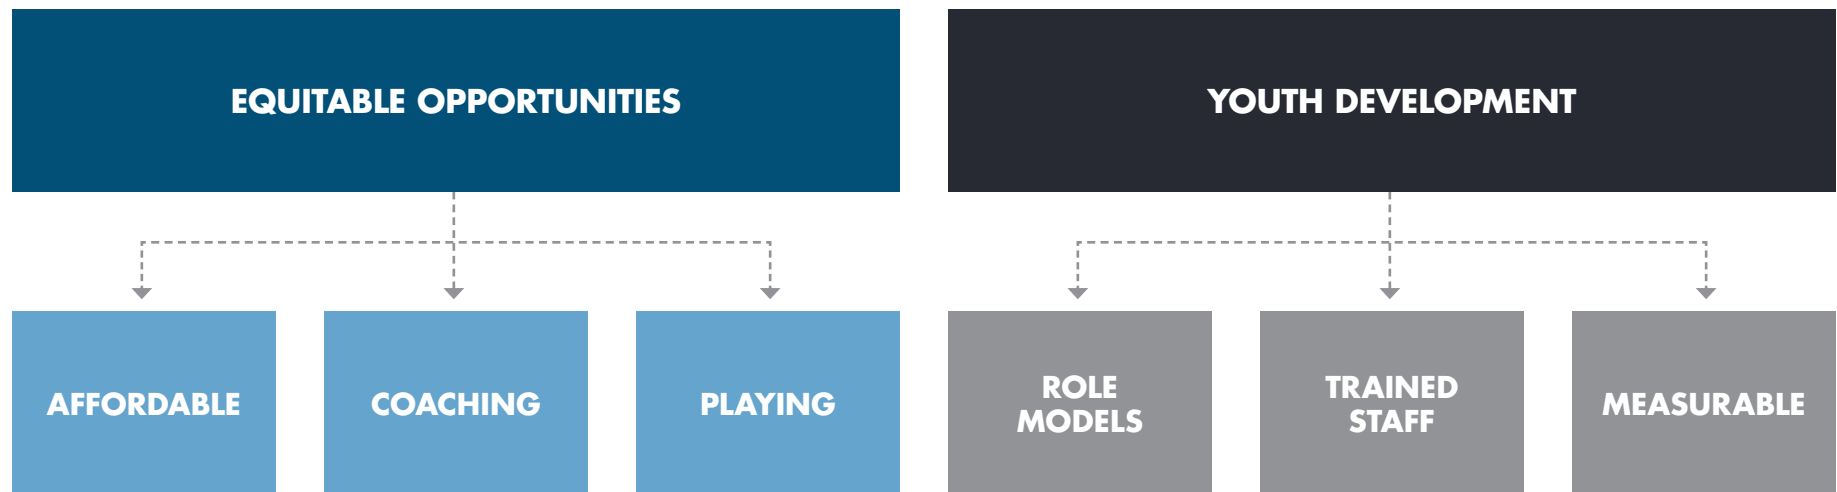 EQUITABLE OPPORTUNITIES
YOUTH DEVELOPMENT
AFFORDABLE
COACHING
PLAYING
ROLE
MODELS
TRAINED
STAFF
MEASURABLE